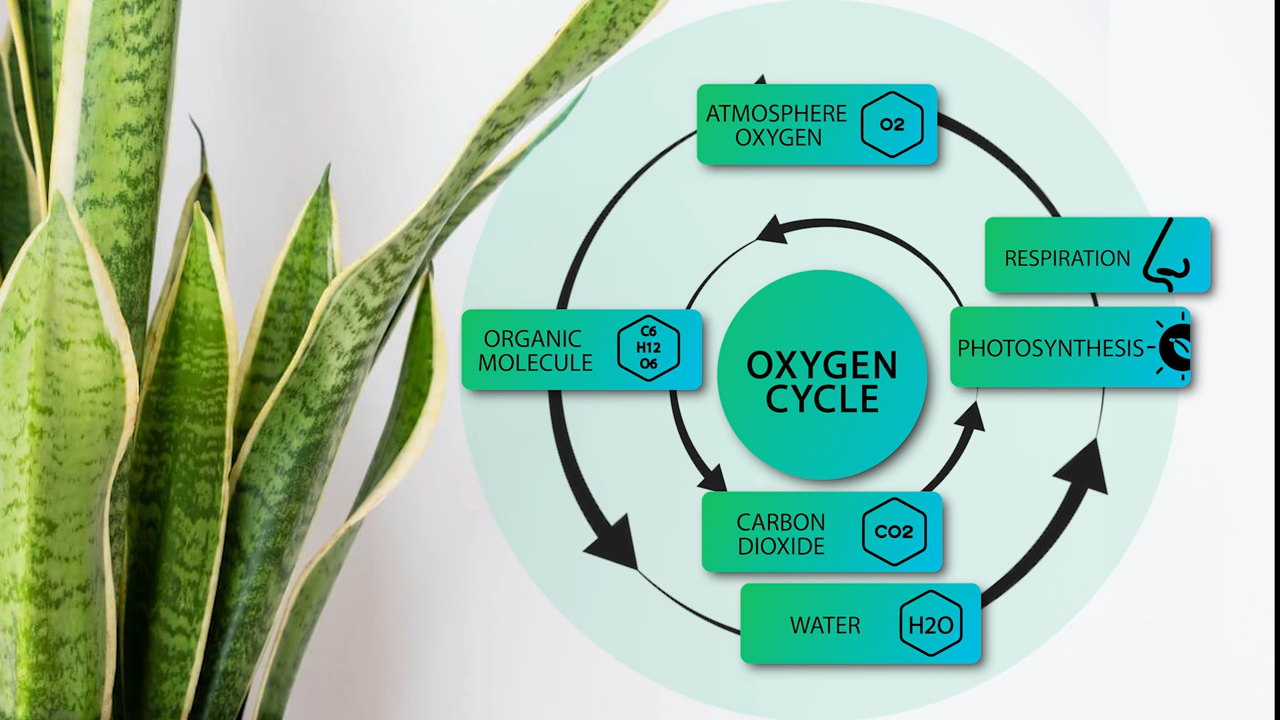 ATMOSPHERE
OXYGEN
O2
RESPIRATION
PHOTOSYNTHESIS
ORGANIC
MOLECULE
C6
H12
O6
OXYGEN
CYCLE
CARBON
DIOXIDE
CO2
WATER
H2O